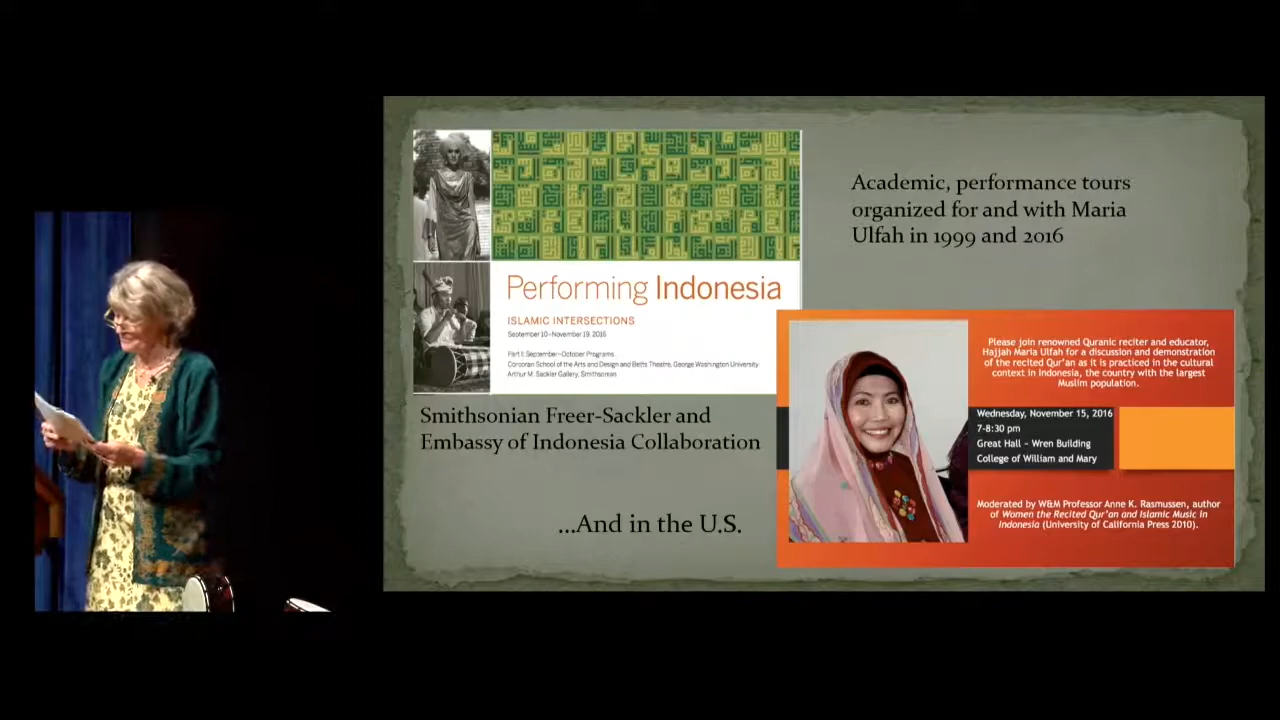 Performing Indonesia
ISLAMIC INTERSECTIONS
September 10–November 19, 2016
Part II: September–October Programs
Corcoran School of the Arts and Design and Betts Theatre, George Washington University
Arthur M. Sackler Gallery, Smithsonian
Smithsonian Freer-Sackler and
Embassy of Indonesia Collaboration
...And in the U.S.
Academic, performance tours
organized for and with Maria
Ulfah in 1999 and 2016
Please join renowned Quranic reciter and educator,
Hajjah Maria Ulfah for a discussion and demonstration
of the recited Qur'an as it is practiced in the cultural
context in Indonesia, the country with the largest
Muslim population.
Wednesday, November 15, 2016
7-8:30 pm
Great Hall – Wren Building
College of William and Mary
Moderated by W&M Professor Anne K. Rasmussen, author
of Women the Recited Qur'an and Islamic Music in
Indonesia (University of California Press 2010).